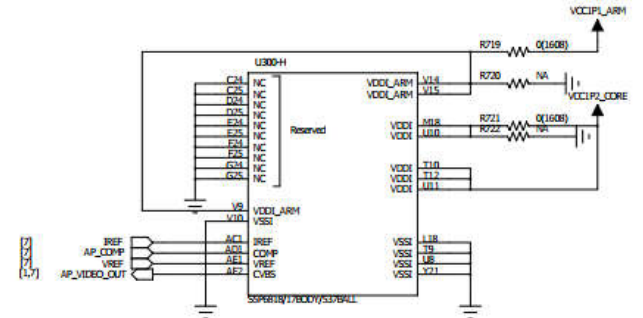 VCC1P1_ARM
R719 0(1608)
U300-H
R720 NA
C24 NC
C25 NC
D24 NC
D25 NC
E24 NC
E25 NC
F24 NC
F25 NC
G24 NC
G25 NC
Reserved
VDDI_ARM V14
VDDI_ARM V15
VCC1P2_CORE
VDDI M18
R721 0(1608)
VDDI U10
R722 NA
VDDI T10
VDDI T12
VDDI U11
V9 VDDI_ARM
V10 VSSI
[7] IREF AC1 IREF
[7] AP_COMP AD1 COMP
[7] VREF AE1 VREF
[1,7] AP_VIDEO_OUT AE2 CVBS
VSSI L18
VSSI T9
VSSI U8
VSSI Y21
S5P6818/17BODY/537BALL